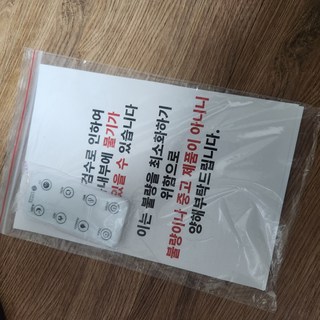 검수로 인하여
내부에 물기가
있을 수 있습니다
이는 불량을 최소화하기
위함으로
불량이나 중고 제품이 아니니
양해부탁드립니다.